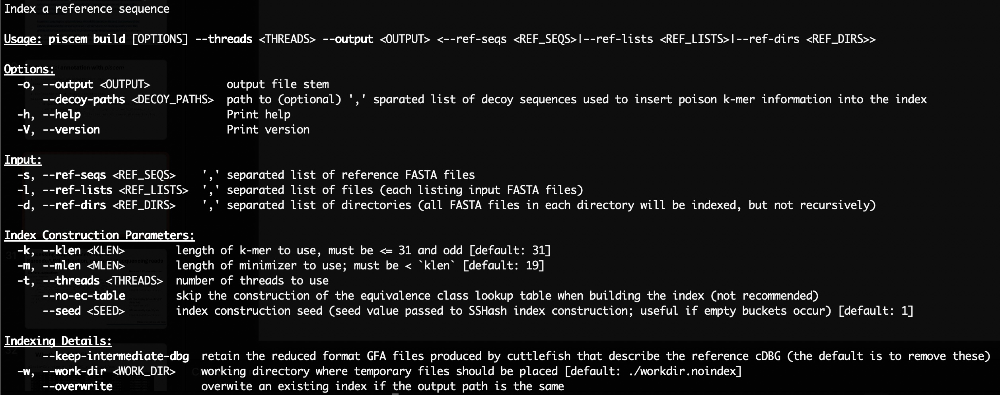 Index a reference sequence
Usage: piscem build [OPTIONS] --threads <THREADS> --output <OUTPUT> <--ref-seqs <REF_SEQS>|--ref-lists <REF_LISTS>|--ref-dirs <REF_DIRS>>
Options:
-o, --output <OUTPUT> output file stem
--decoy-paths <DECOY_PATHS> path to (optional) ',' sparated list of decoy sequences used to insert poison k-mer information into the index
-h, --help Print help
-V, --version Print version
Input:
-s, --ref-seqs <REF_SEQS> ',' separated list of reference FASTA files
-l, --ref-lists <REF_LISTS> ',' separated list of files (each listing input FASTA files)
-d, --ref-dirs <REF_DIRS> ',' separated list of directories (all FASTA files in each directory will be indexed, but not recursively)
Index Construction Parameters:
-k, --klen <KLEN> length of k-mer to use, must be <= 31 and odd [default: 31]
-m, --mlen <MLEN> length of minimizer to use; must be < `klen` [default: 19]
-t, --threads <THREADS> number of threads to use
--no-ec-table skip the construction of the equivalence class lookup table when building the index (not recommended)
--seed <SEED> index construction seed (seed value passed to SSHash index construction; useful if empty buckets occur) [default: 1]
Indexing Details:
--keep-intermediate-dbg retain the reduced format GFA files produced by cuttlefish that describe the reference cDBG (the default is to remove these)
-w, --work-dir <WORK_DIR> working directory where temporary files should be placed [default: ./workdir.noindex]
--overwrite overwite an existing index if the output path is the same